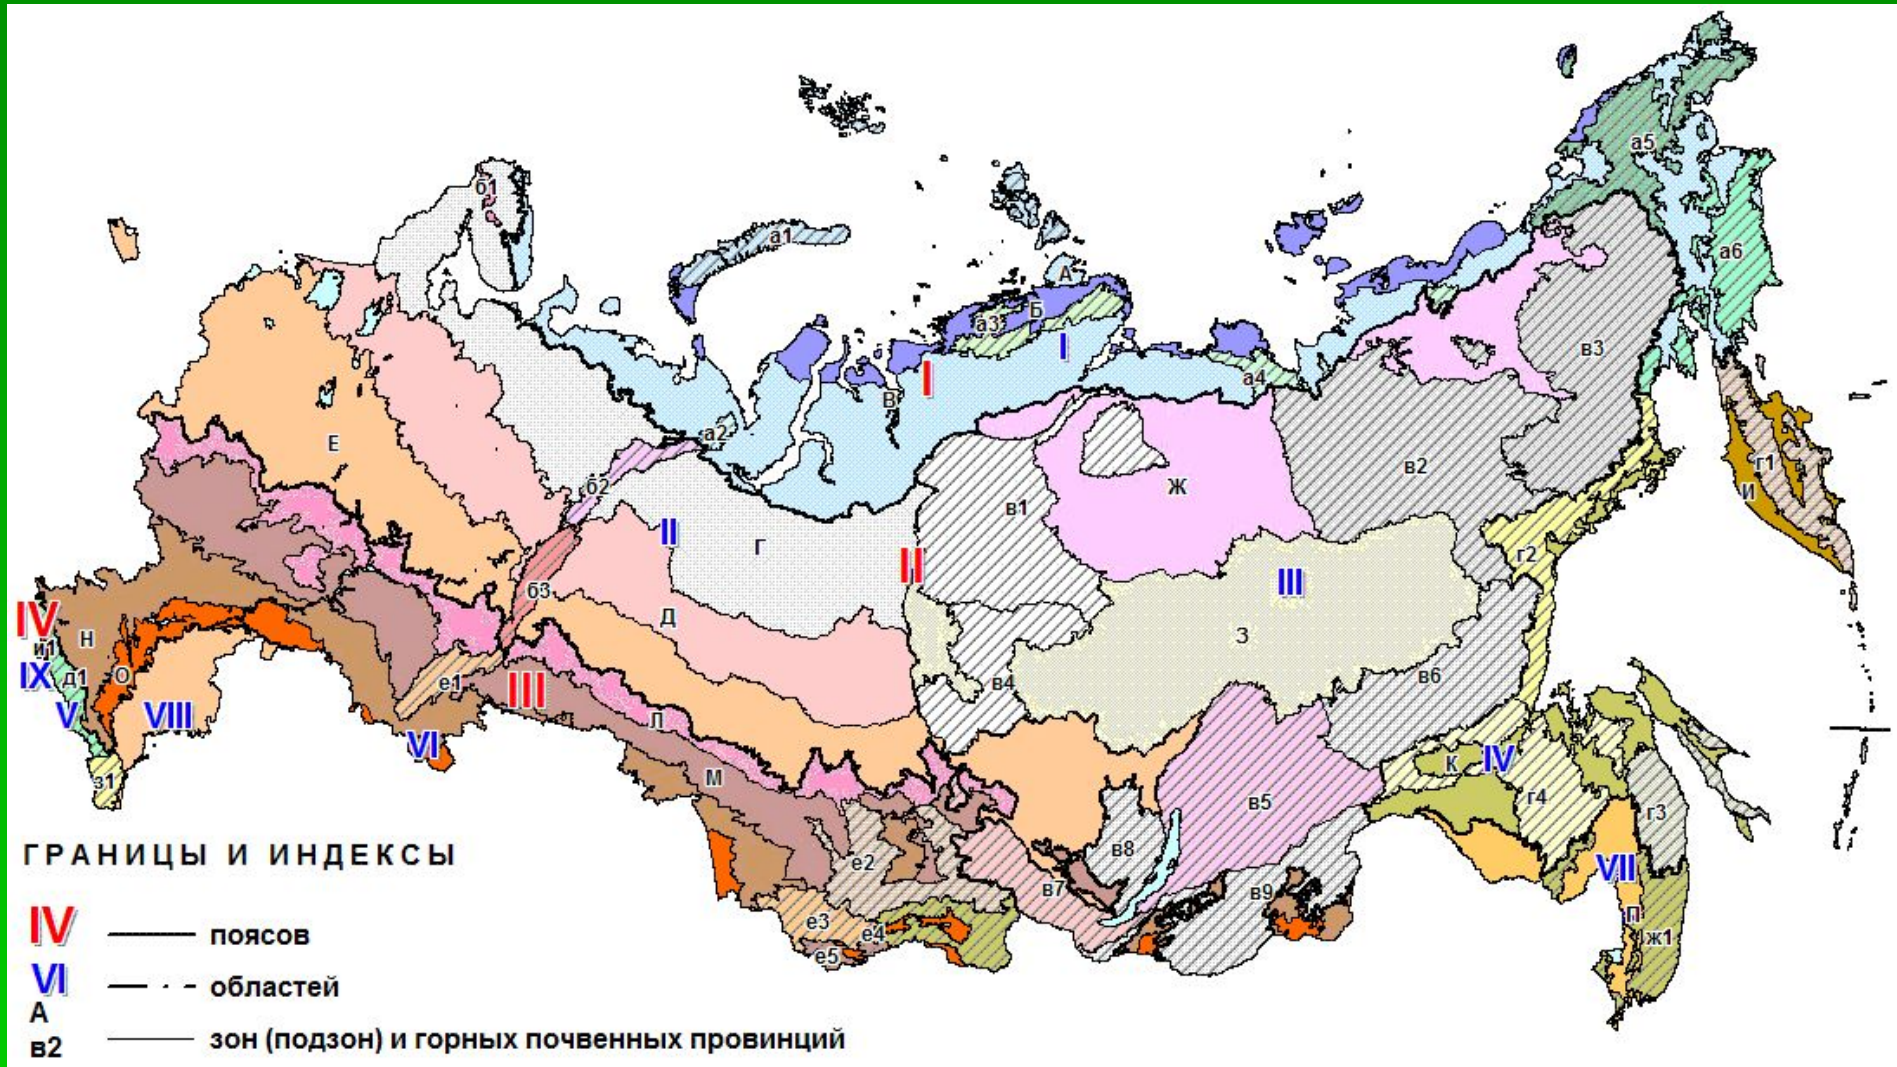 б1
а5
а1
а6
А
а3
Б
I
I
а4
в3
В
а2
Е
б2
в2
г1
И
Ж
в1
II
Г
II
г2
III
б3
IV
Н
Д
З
и1
IX
д1
О
е1
III
в4
в6
V
VIII
VI
Л
М
К
IV
з1
в5
г4
г3
в8
е2
VII
в7
в9
е3
е4
е5
П
ж1
ГРАНИЦЫ И ИНДЕКСЫ
IV поясов
VI областей
А
в2 зон (подзон) и горных почвенных провинций